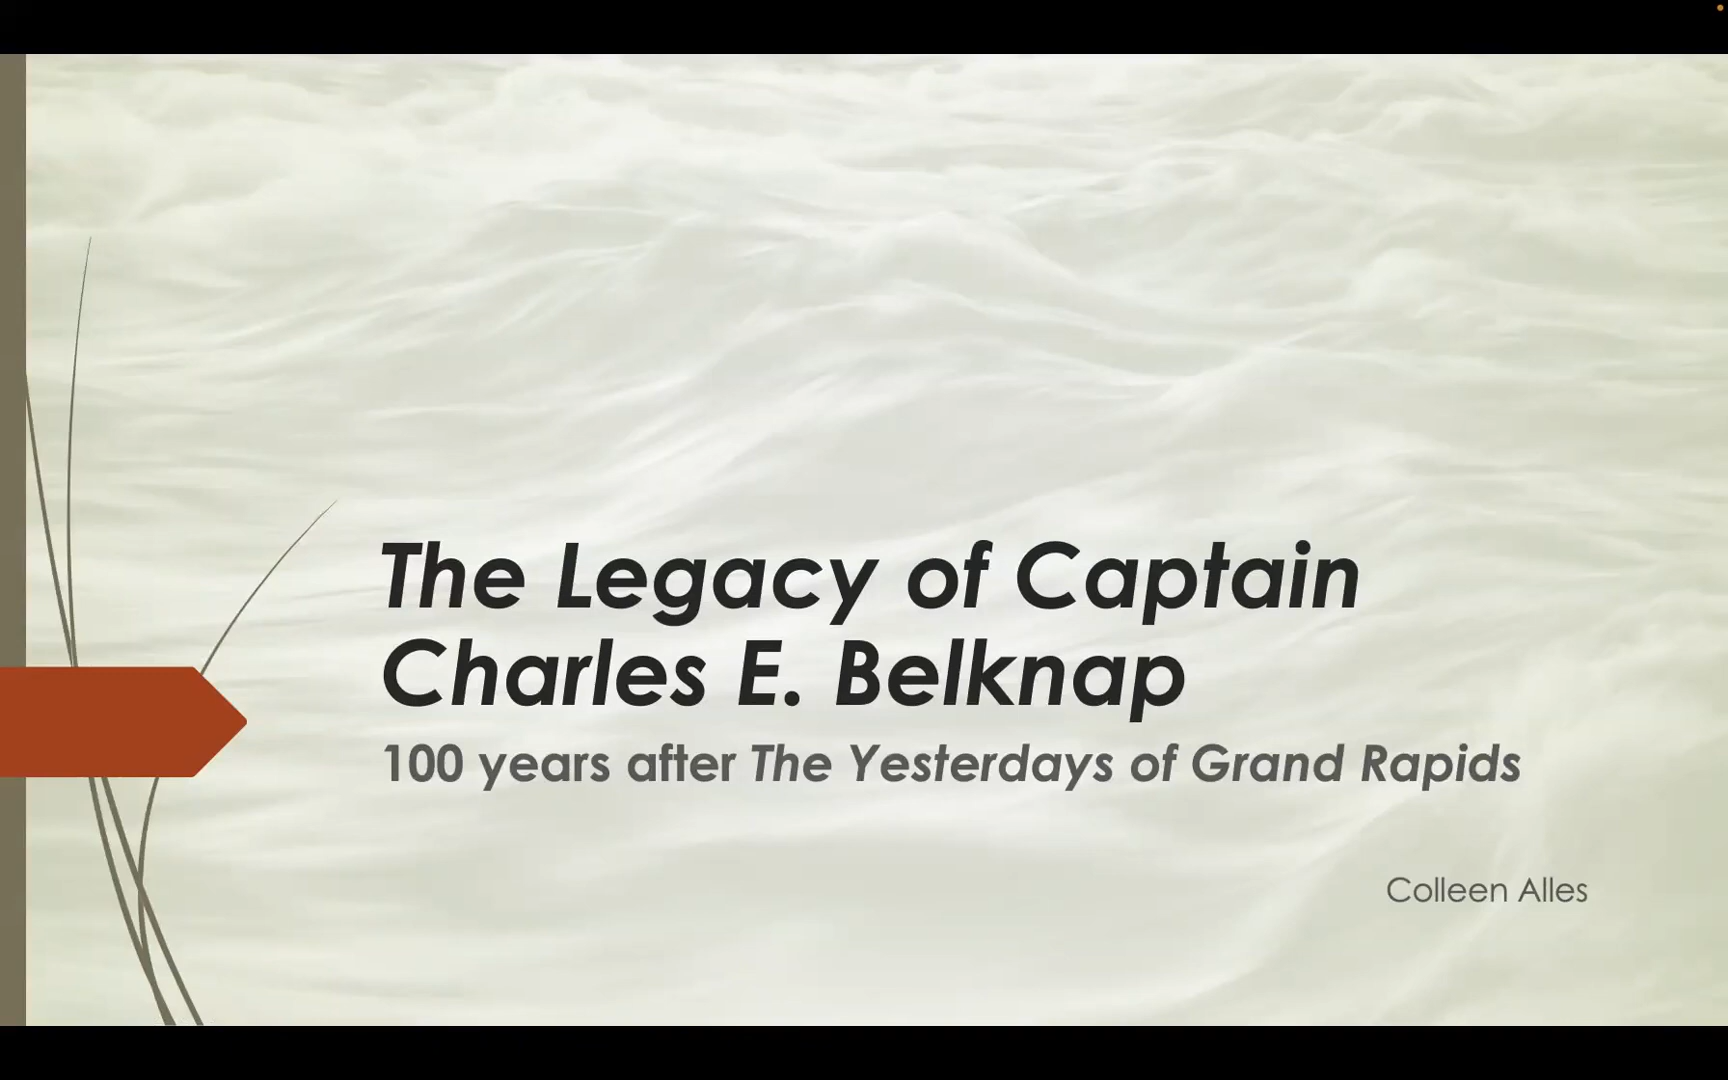 The Legacy of Captain
Charles E. Belknap
100 years after The Yesterdays of Grand Rapids
Colleen Alles